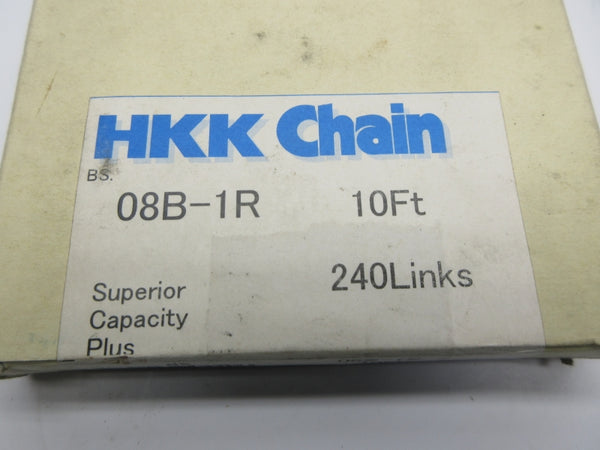 HKK Chain
BS.
08B-1R 10Ft
240Links
Superior
Capacity
Plus